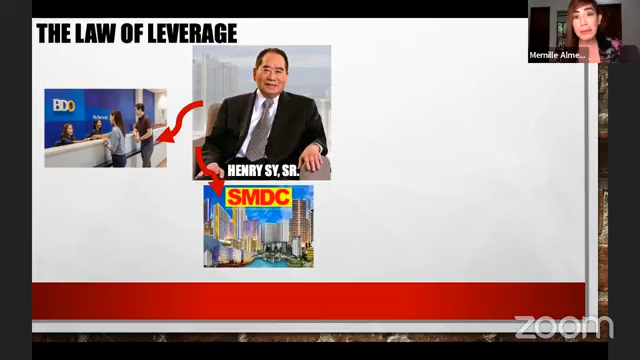 THE LAW OF LEVERAGE
Mernille Alme...
BDO
HENRY SY, SR.
SMDC
zoom